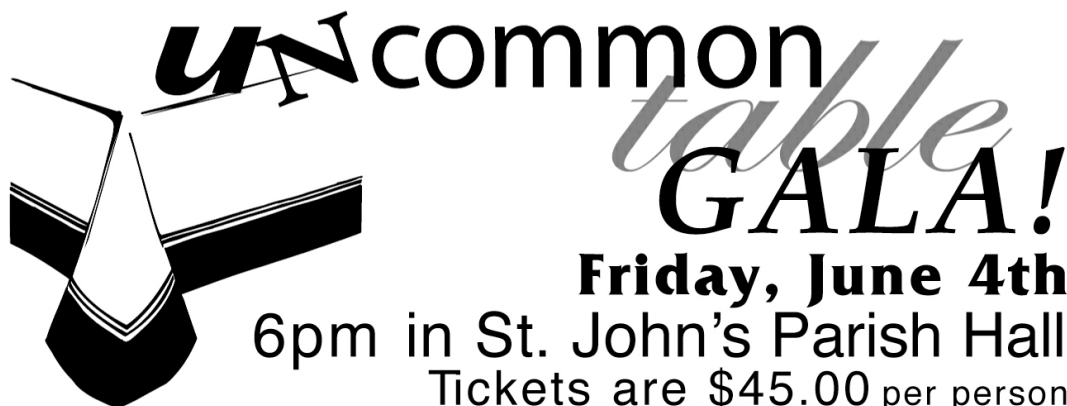 uNcommon
table
GALA!
Friday, June 4th
6pm in St. John's Parish Hall
Tickets are $45.00 per person